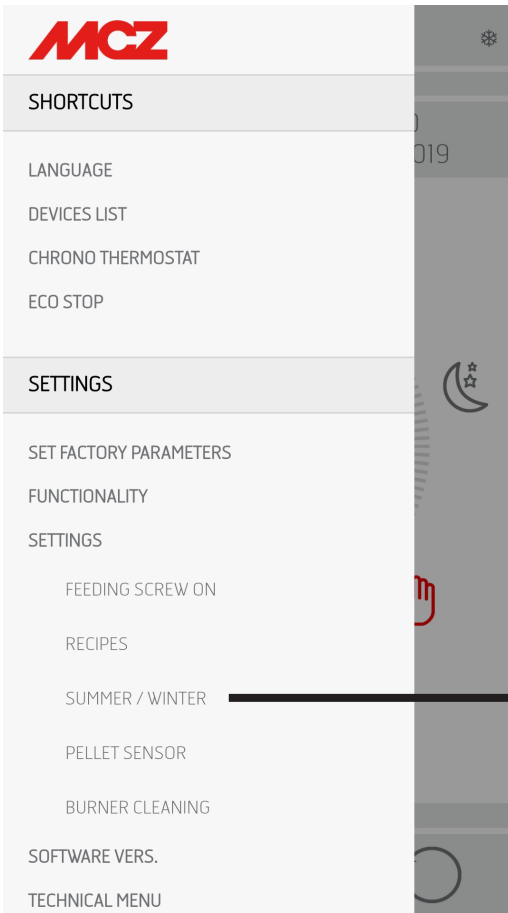 MCZ
SHORTCUTS
LANGUAGE
DEVICES LIST
CHRONO THERMOSTAT
ECO STOP
SETTINGS
SET FACTORY PARAMETERS
FUNCTIONALITY
SETTINGS
FEEDING SCREW ON
RECIPES
SUMMER / WINTER
PELLET SENSOR
BURNER CLEANING
SOFTWARE VERS.
TECHNICAL MENU